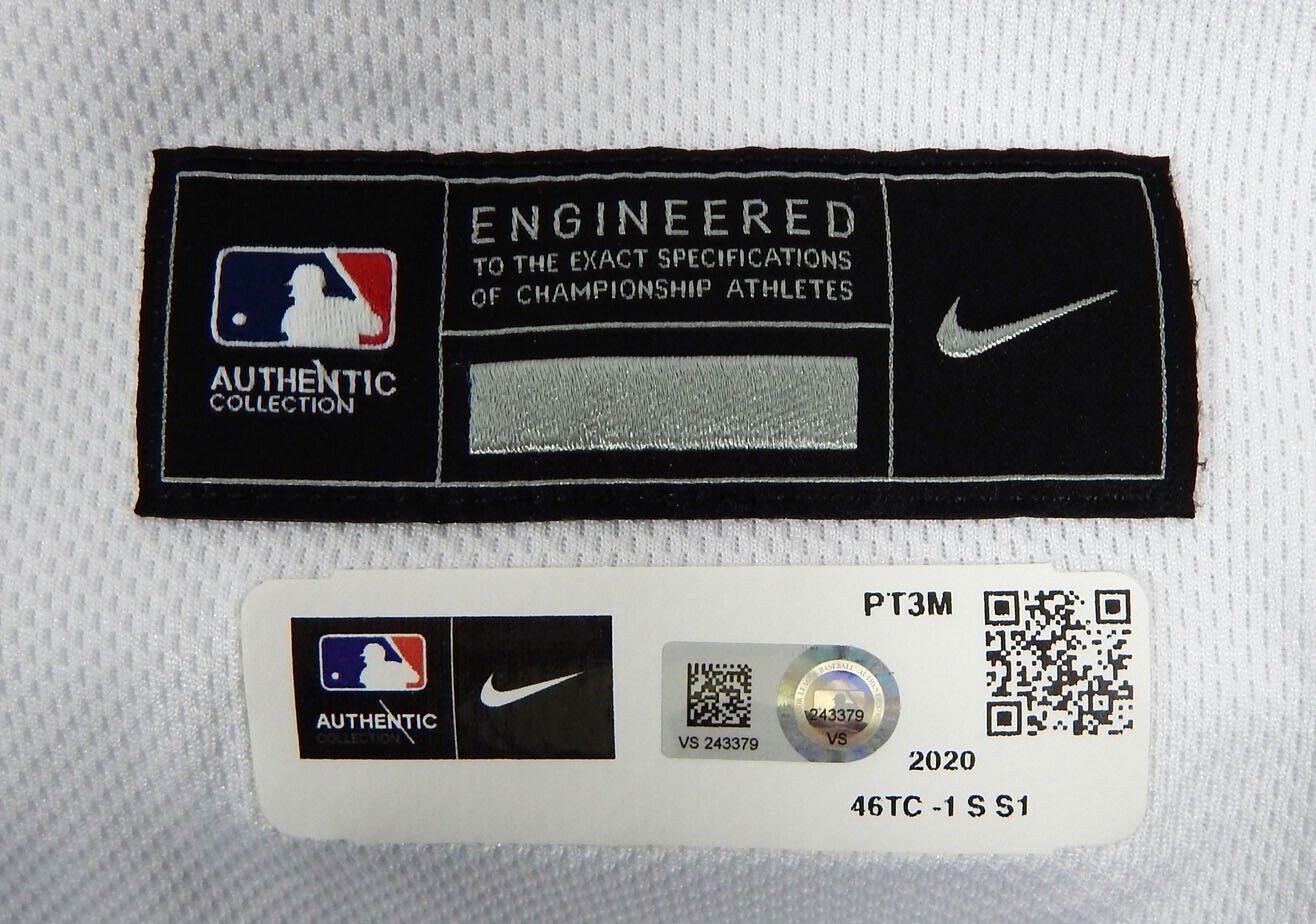 ENGINEERED
TO THE EXACT SPECIFICATIONS
OF CHAMPIONSHIP ATHLETES
AUTHENTIC
COLLECTION
PT3M
AUTHENTIC
COLLECTION
VS 243379
243379
VS
2020
46TC -1 S S1